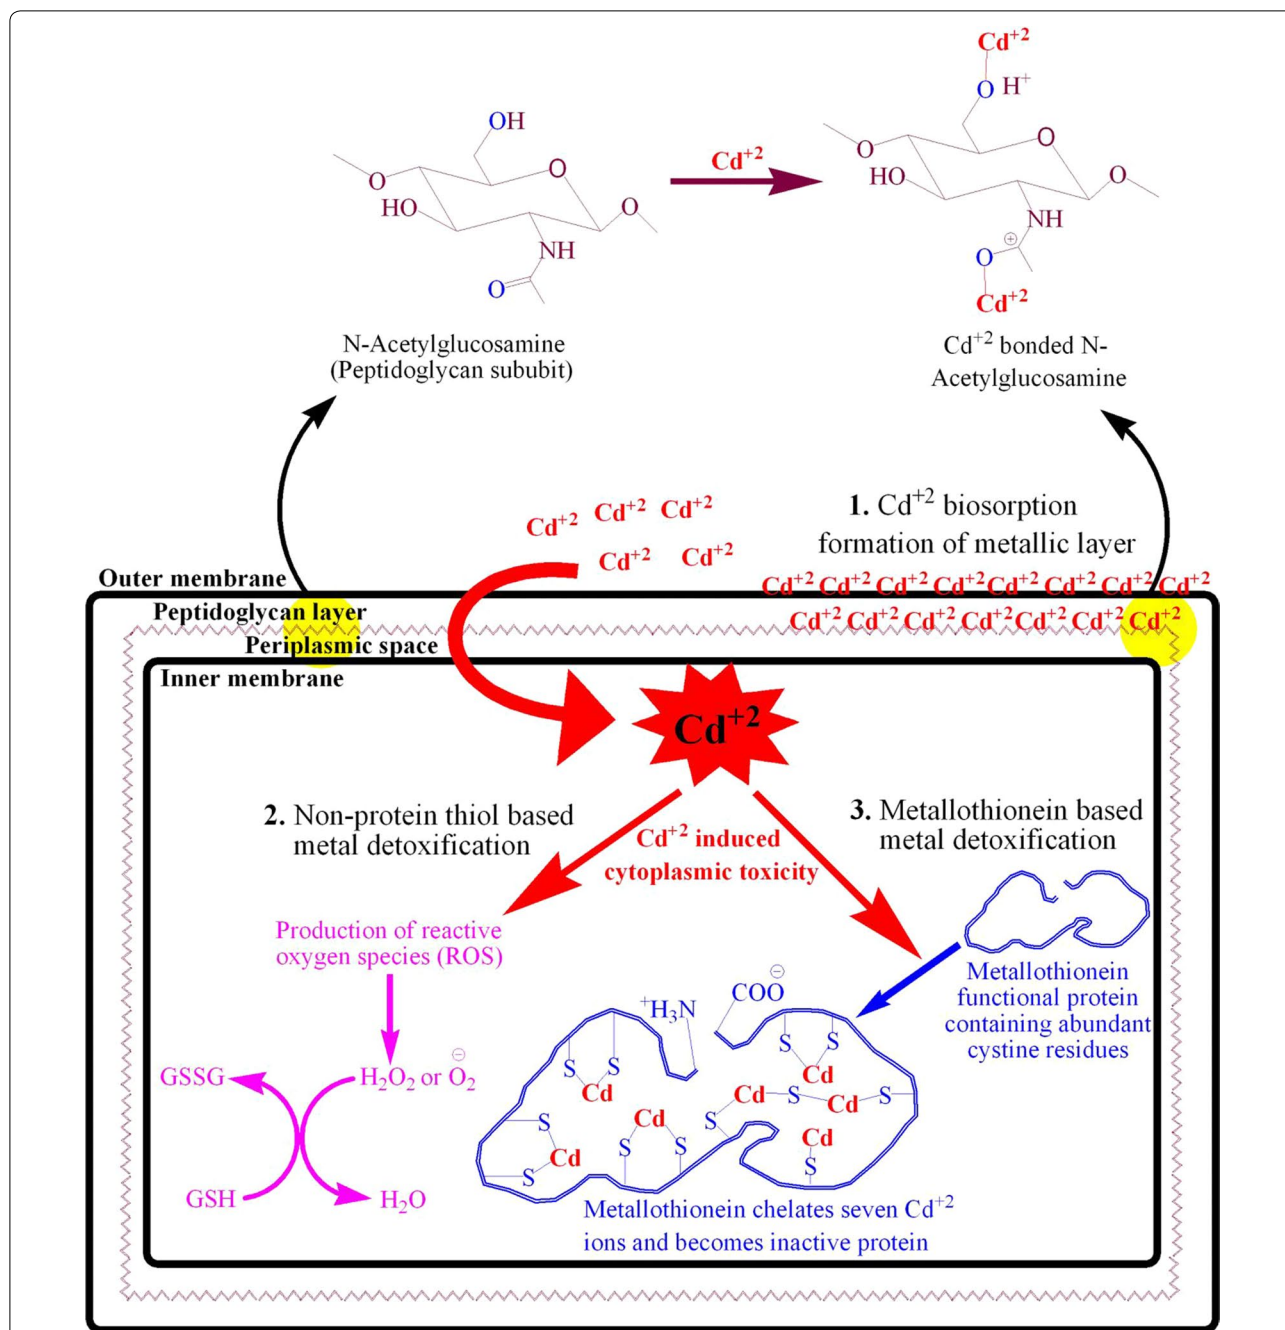 Cd+2
O H+
OH
O
O
HO
O
NH
O
Cd+2
O
O
HO
O
NH
⊕
O
Cd+2
N-Acetylglucosamine
(Peptidoglycan sububit)
Cd+2 bonded N-
Acetylglucosamine
1. Cd+2 biosorption
formation of metallic layer
Cd+2 Cd+2 Cd+2
Cd+2 Cd+2
Outer membrane
Cd+2 Cd+2 Cd+2 Cd+2 Cd+2 Cd+2 Cd+2 Cd+2
Peptidoglycan layer
Cd+2 Cd+2 Cd+2 Cd+2 Cd+2 Cd+2 Cd+2
Periplasmic space
Inner membrane
Cd+2
2. Non-protein thiol based
metal detoxification
Cd+2 induced
cytoplasmic toxicity
3. Metallothionein based
metal detoxification
Production of reactive
oxygen species (ROS)
Metallothionein
functional protein
containing abundant
cystine residues
GSSG
H2O2 or O2⊖
GSH
H2O
+H3N
COO⊖
S
S
Cd
S
S
Cd
Cd
S
Cd
S
S
Cd
S
Cd
S
S
S
Cd
S
Metallothionein chelates seven Cd+2
ions and becomes inactive protein